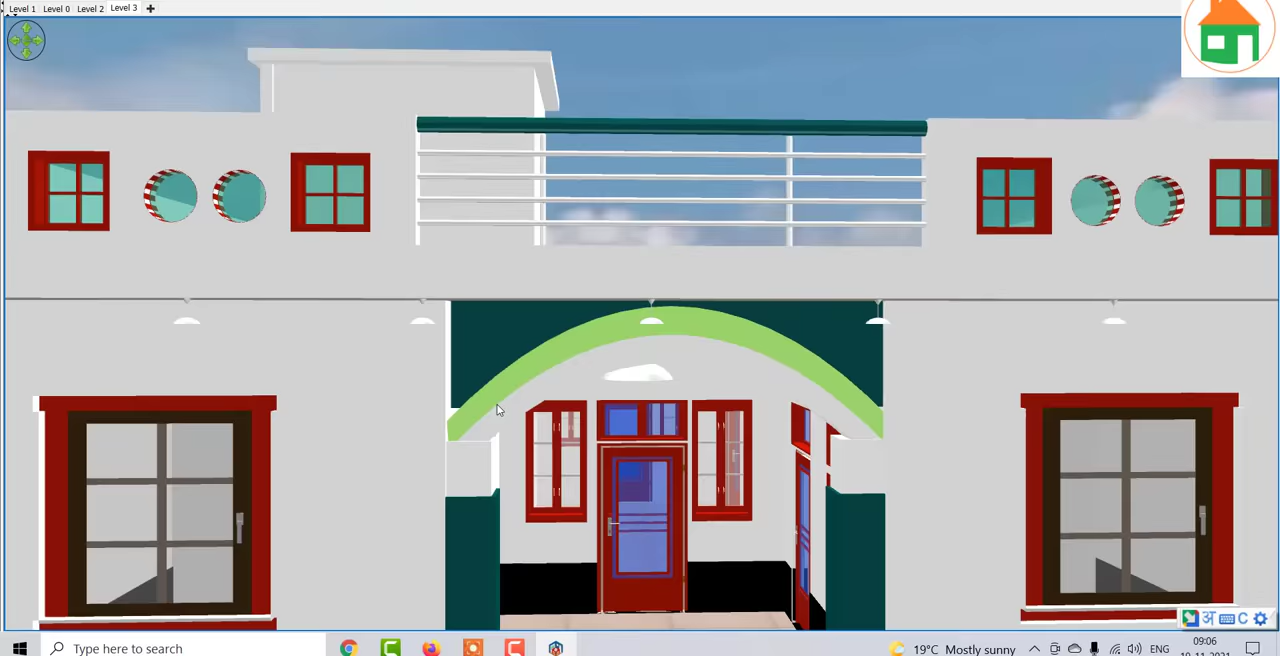 Level 1 Level 0 Level 2 Level 3
अ C
Type here to search
19°C Mostly sunny
ENG
09:06